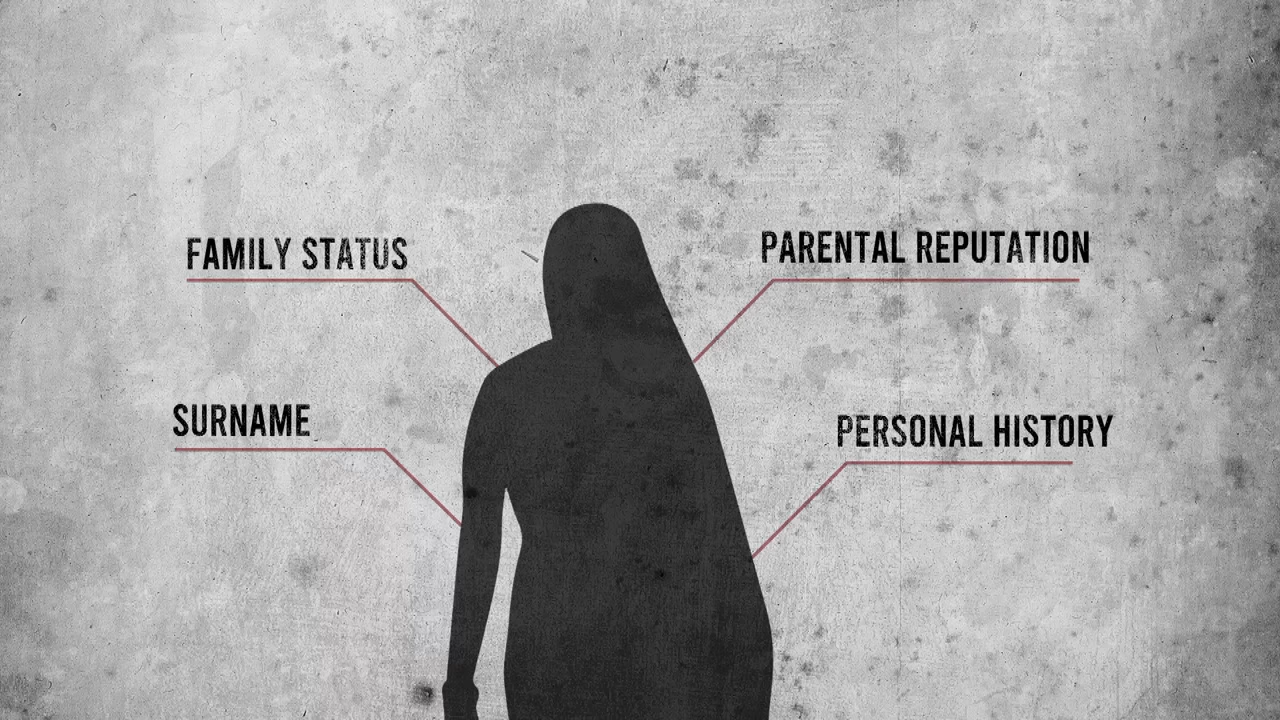 FAMILY STATUS
PARENTAL REPUTATION
SURNAME
PERSONAL HISTORY